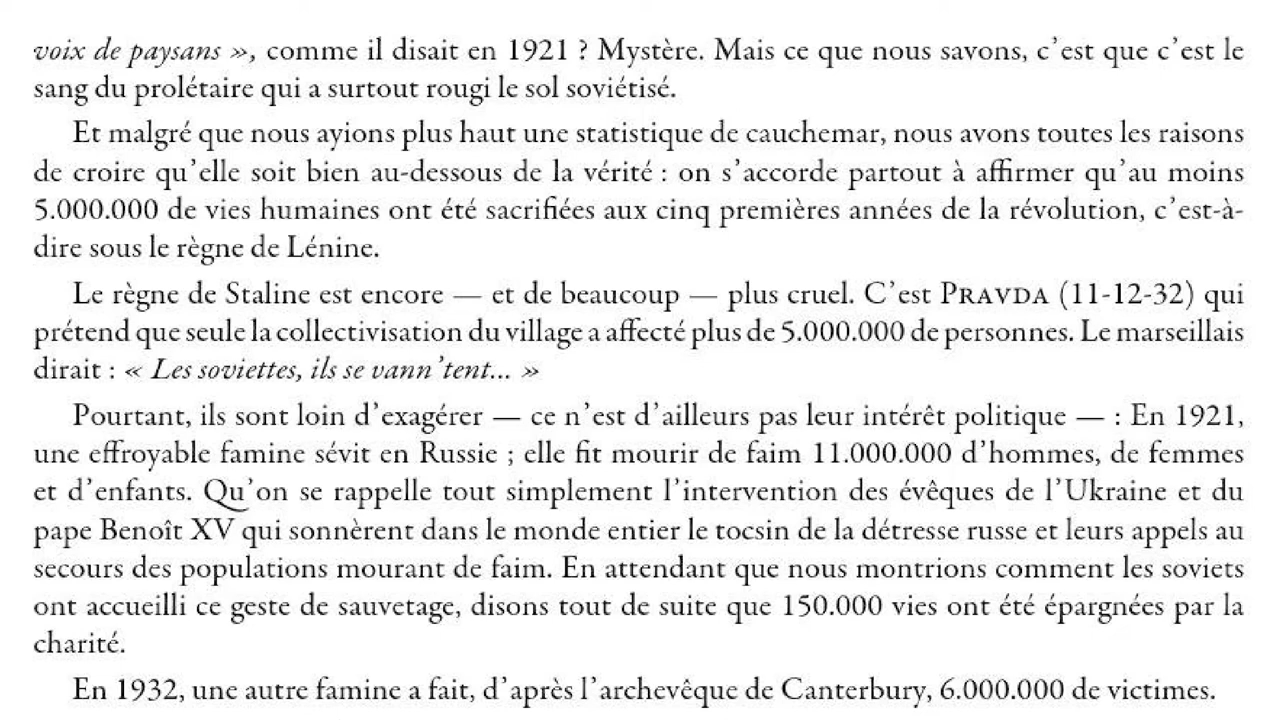 voix de paysans », comme il disait en 1921 ? Mystère. Mais ce que nous savons, c’est que c’est le
sang du prolétaire qui a surtout rougi le sol soviétisé.
Et malgré que nous ayions plus haut une statistique de cauchemar, nous avons toutes les raisons
de croire qu’elle soit bien au-dessous de la vérité : on s’accorde partout à affirmer qu’au moins
5.000.000 de vies humaines ont été sacrifiées aux cinq premières années de la révolution, c’est-à-
dire sous le règne de Lénine.
Le règne de Staline est encore — et de beaucoup — plus cruel. C’est PRAVDA (11-12-32) qui
prétend que seule la collectivisation du village a affecté plus de 5.000.000 de personnes. Le marseillais
dirait : « Les soviettes, ils se vann’tent... »
Pourtant, ils sont loin d’exagérer — ce n’est d’ailleurs pas leur intérêt politique — : En 1921,
une effroyable famine sévit en Russie ; elle fit mourir de faim 11.000.000 d’hommes, de femmes
et d’enfants. Qu’on se rappelle tout simplement l’intervention des évêques de l’Ukraine et du
pape Benoît XV qui sonnèrent dans le monde entier le tocsin de la détresse russe et leurs appels au
secours des populations mourant de faim. En attendant que nous montrions comment les soviets
ont accueilli ce geste de sauvetage, disons tout de suite que 150.000 vies ont été épargnées par la
charité.
En 1932, une autre famine a fait, d’après l’archevêque de Canterbury, 6.000.000 de victimes.